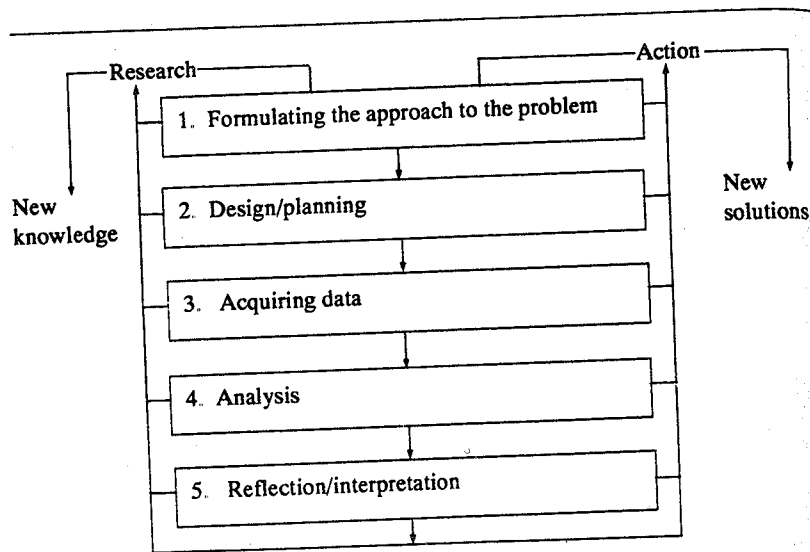 Research
Action
1. Formulating the approach to the problem
New
knowledge
2. Design/planning
New
solutions
3. Acquiring data
4. Analysis
5. Reflection/interpretation